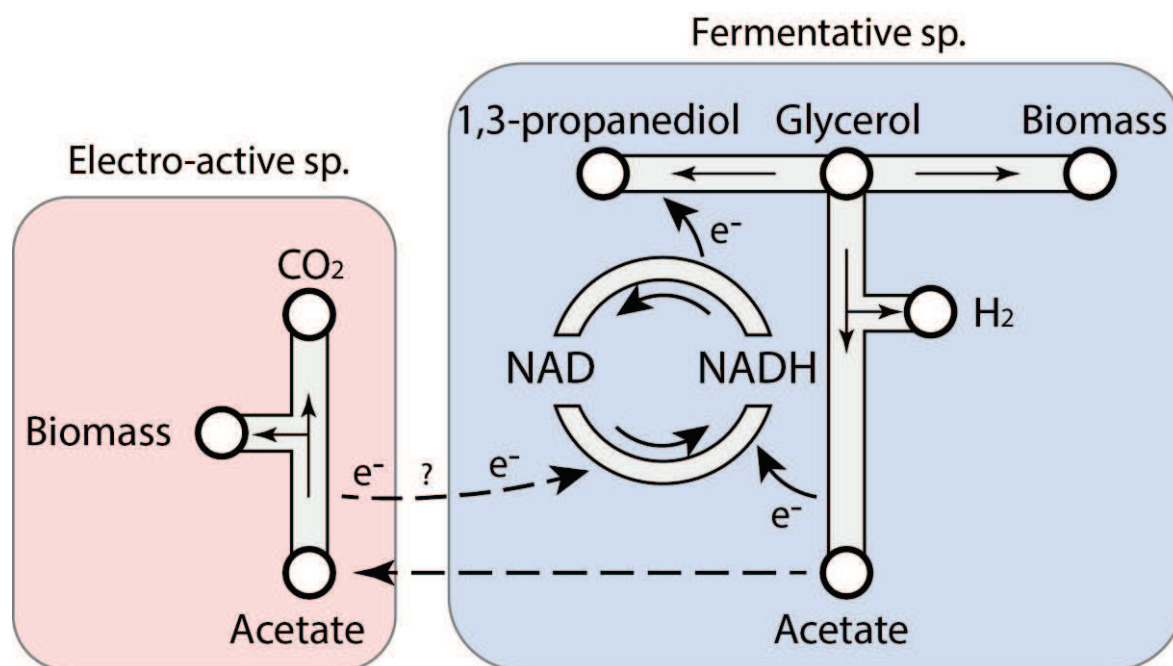 Fermentative sp.
1,3-propanediol Glycerol Biomass
Electro-active sp.
e⁻
CO₂
H₂
NAD NADH
Biomass
e⁻ ? e⁻
e⁻
Acetate Acetate